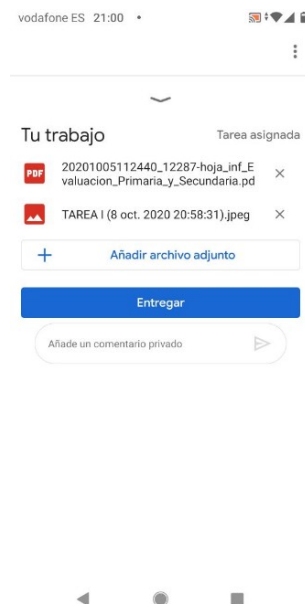 vodafone ES 21:00
Tu trabajo
Tarea asignada
PDF
20201005112440_12287-hoja_inf_E
valuacion_Primaria_y_Secundaria.pd
TAREA I (8 oct. 2020 20:58:31).jpeg
+ Añadir archivo adjunto
Entregar
Añade un comentario privado